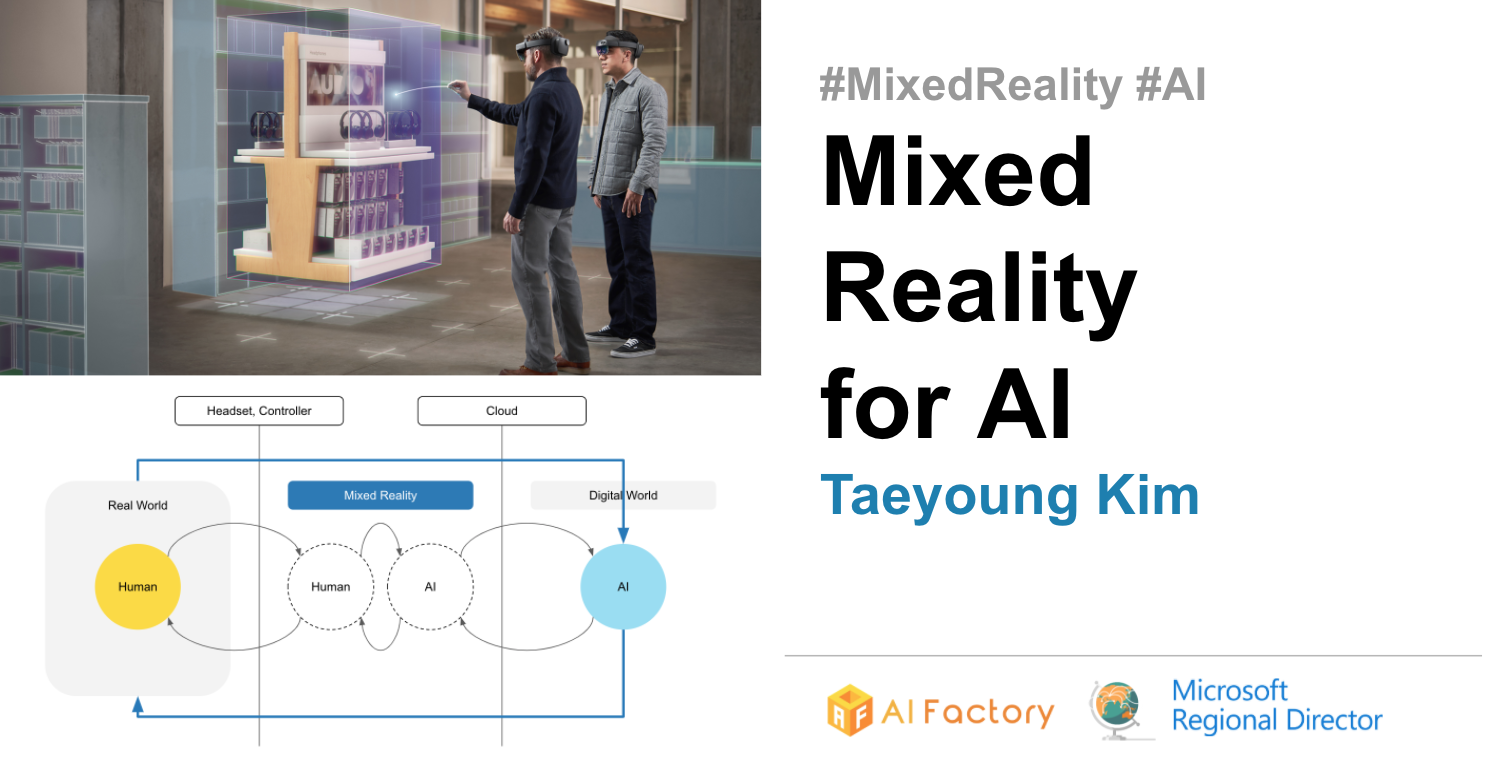 AUDIO
Headset, Controller
Cloud
Real World
Mixed Reality
Digital World
Human
Human
AI
AI
#MixedReality #AI
Mixed
Reality
for AI
Taeyoung Kim
AI Factory
Microsoft
Regional Director